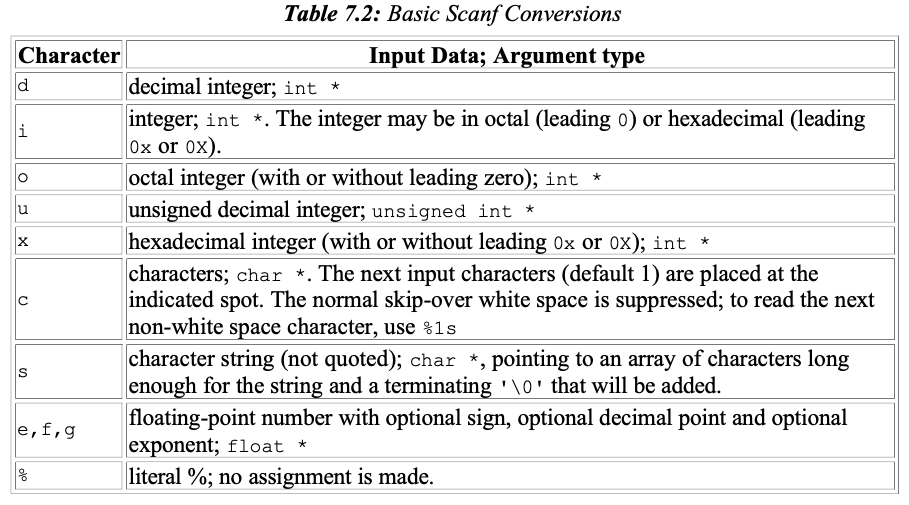 Table 7.2: Basic Scanf Conversions
Character Input Data; Argument type
d decimal integer; int *
i integer; int *. The integer may be in octal (leading 0) or hexadecimal (leading
0x or 0X).
o octal integer (with or without leading zero); int *
u unsigned decimal integer; unsigned int *
x hexadecimal integer (with or without leading 0x or 0X); int *
c characters; char *. The next input characters (default 1) are placed at the
indicated spot. The normal skip-over white space is suppressed; to read the next
non-white space character, use %1s
s character string (not quoted); char *, pointing to an array of characters long
enough for the string and a terminating '\0' that will be added.
e,f,g floating-point number with optional sign, optional decimal point and optional
exponent; float *
% literal %; no assignment is made.